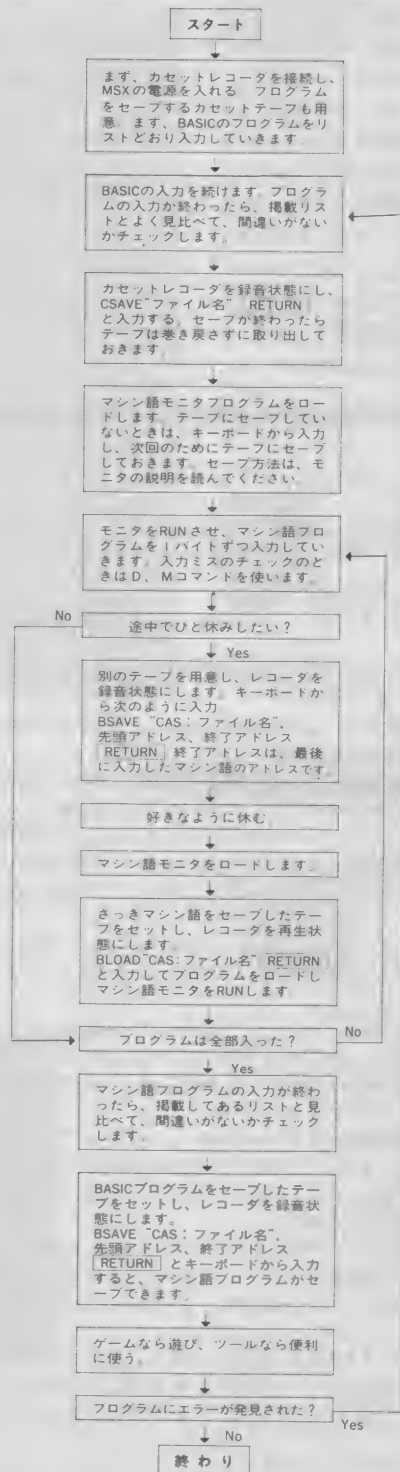 スタート
まず、カセットレコーダを接続し、
MSXの電源を入れる　プログラム
をセーブするカセットテープも用
意．まず、BASICのプログラムをリ
ストどおり入力していきます．
BASICの入力を続けます。プログラ
ムの入力が終わったら、掲載リス
トとよく見比べて、間違いがない
かチェックします。
カセットレコーダを録音状態にし、
CSAVE"ファイル名" RETURN
と入力する。セーブが終わったら
テープは巻き戻さずに取り出して
おきます。
マシン語モニタプログラムをロー
ドします。テープにセーブしてい
ないときは、キーボードから入力
し、次回のためにテープにセーブ
しておきます。セーブ方法は、モ
ニタの説明を読んでください．
モニタをRUNさせ、マシン語プロ
グラムを1バイトずつ入力してい
きます。入力ミスのチェックのと
きはD、Mコマンドを使います。
No
途中でひと休みしたい？
Yes
別のテープを用意し、レコーダを
録音状態にします。キーボードか
ら次のように入力
BSAVE "CAS：ファイル名",
先頭アドレス、終了アドレス
RETURN 終了アドレスは、最後
に入力したマシン語のアドレスです
好きなように休む．
マシン語モニタをロードします．
さっきマシン語をセーブしたテー
プをセットし、レコーダを再生状
態にします．
BLOAD"CAS:ファイル名" RETURN
と入力してプログラムをロードし
マシン語モニタをRUNします
プログラムは全部入った？
No
Yes
マシン語プログラムの入力が終わ
ったら、掲載してあるリストと見
比べて、間違いがないかチェック
します．
BASICプログラムをセーブしたテー
プをセットし、レコーダを録音状
態にします。
BSAVE "CAS：ファイル名",
先頭アドレス、終了アドレス
RETURN とキーボードから入力
すると、マシン語プログラムがセ
ーブできます．
ゲームなら遊び、ツールなら便利
に使う。
プログラムにエラーが発見された？
Yes
No
終わり